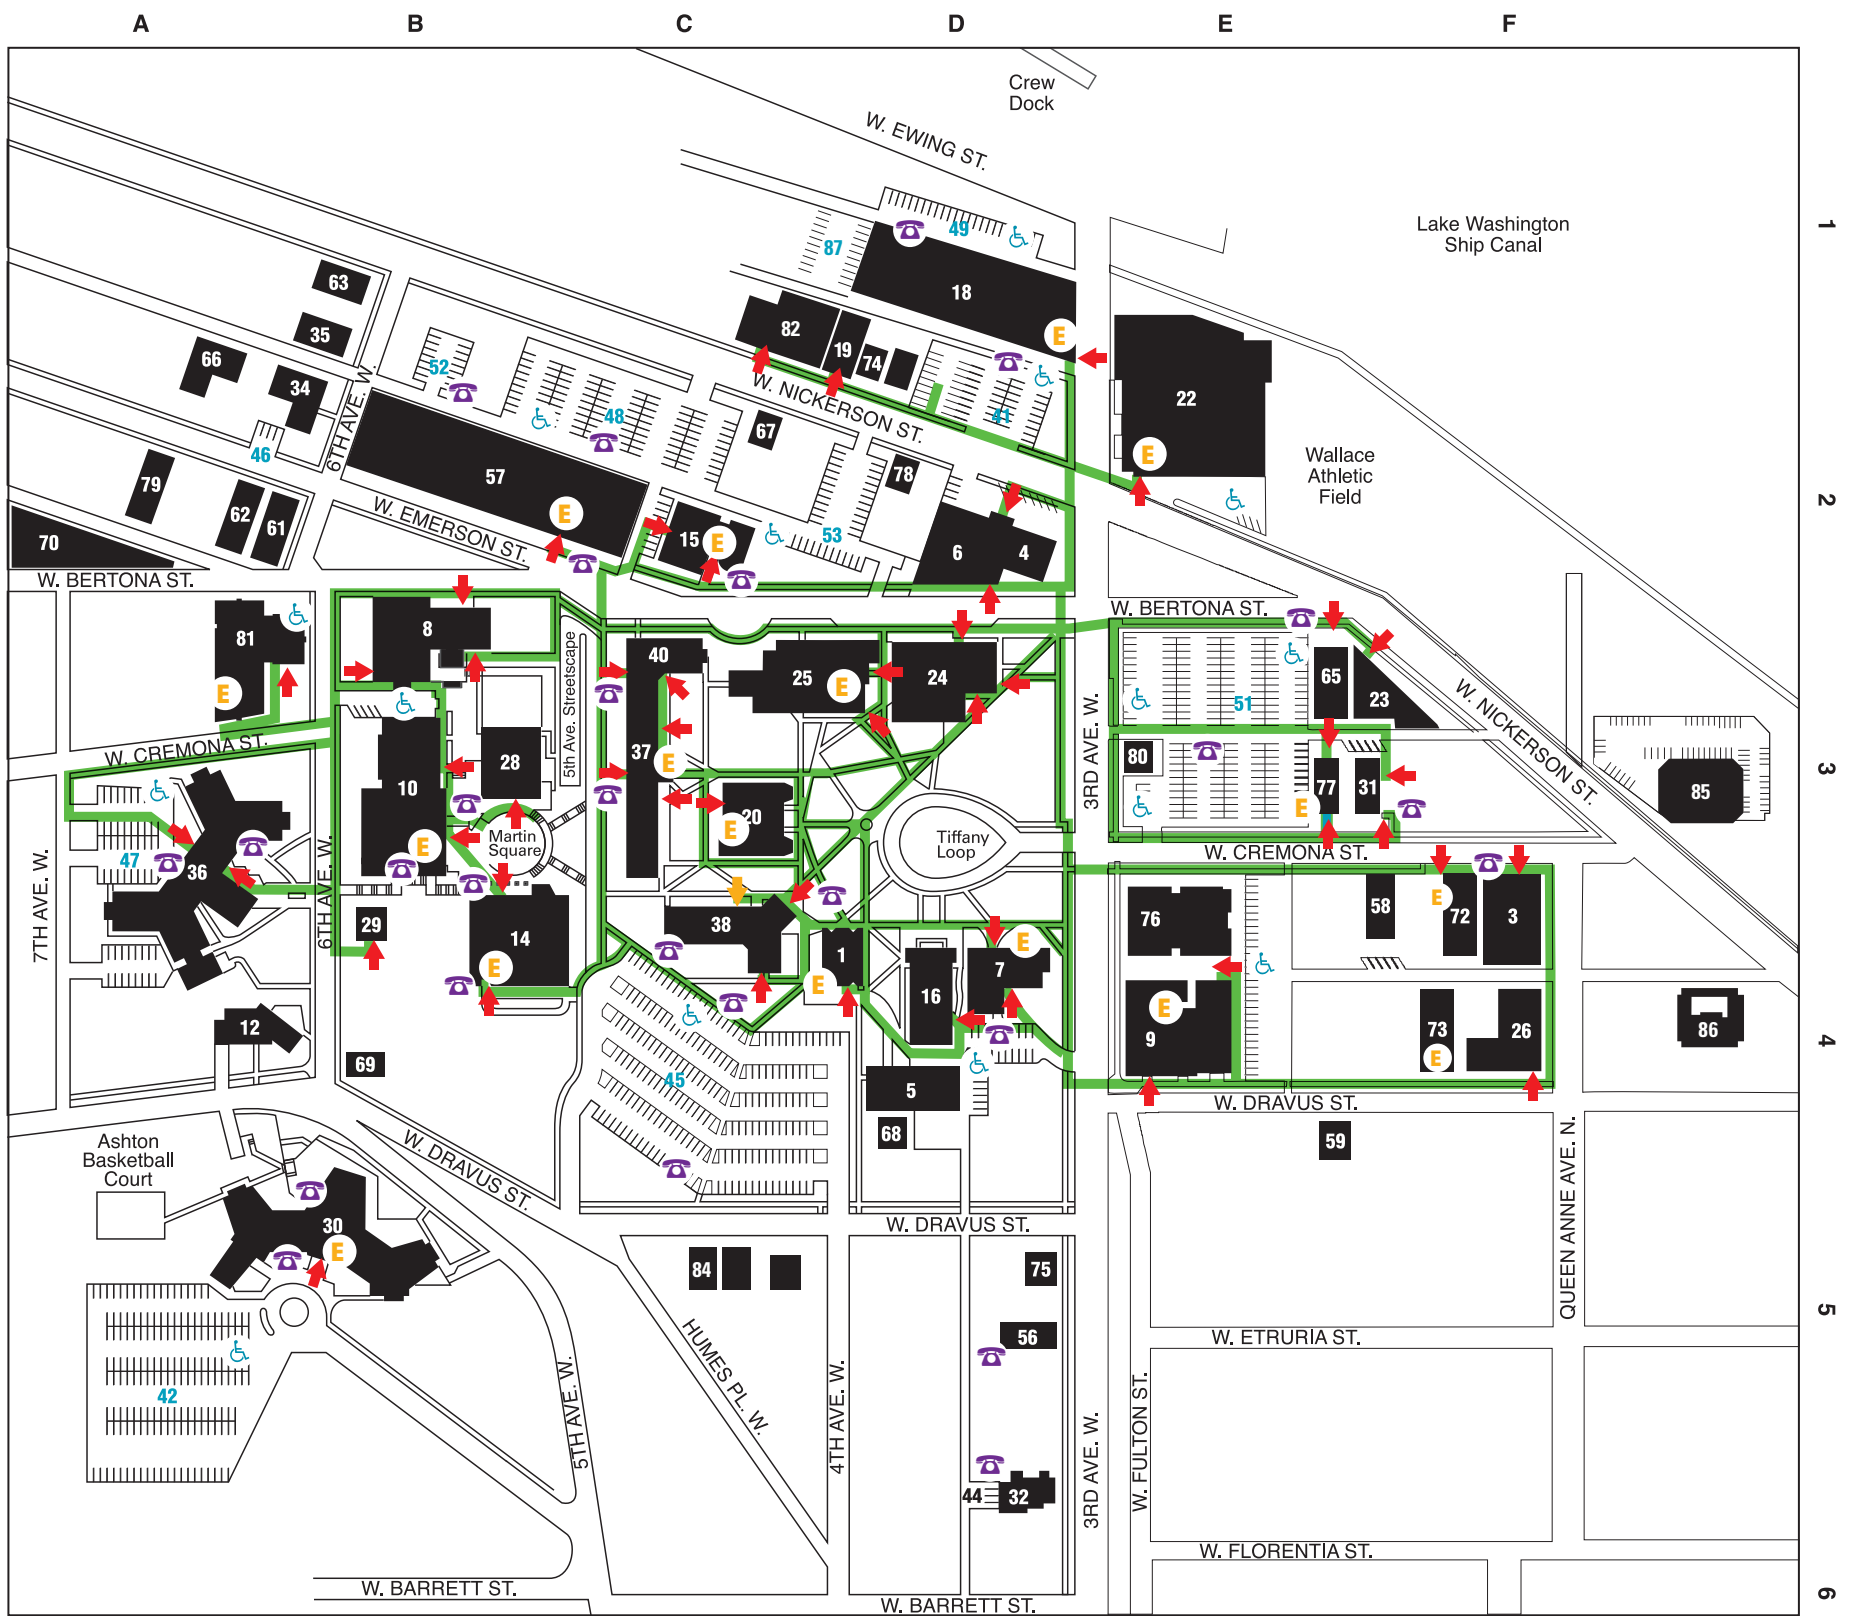 A B C D E F
Crew
Dock
W. EWING ST.
Lake Washington
Ship Canal
1
49
87
18
63
82
35
19
E
66
74
52
34
W. NICKERSON ST.
22
48
41
67
6TH AVE. W.
46
E
Wallace
Athletic
Field
57
78
79
2
62
61
E
W. EMERSON ST.
15
E
53
6
4
70
W. BERTONA ST.
W. BERTONA ST.
81
8
5th Ave. Streetscape
40
25
E
24
65
23
E
3RD AVE. W.
51
W. NICKERSON ST.
W. CREMONA ST.
37
E
28
80
3
10
77
31
85
E
20
E
Martin
Square
Tiffany
Loop
E
W. CREMONA ST.
47
36
7TH AVE. W.
6TH AVE. W.
29
14
E
38
1
E
7
E
16
76
58
E
72
3
12
9
E
73
E
26
86
4
69
45
5
W. DRAVUS ST.
68
59
Ashton
Basketball
Court
W. DRAVUS ST.
30
E
W. DRAVUS ST.
QUEEN ANNE AVE. N.
84
75
5
56
W. ETRURIA ST.
HUMES PL. W.
42
5TH AVE. W.
4TH AVE. W.
3RD AVE. W.
W. FULTON ST.
44
32
W. FLORENTIA ST.
W. BARRETT ST.
W. BARRETT ST.
6